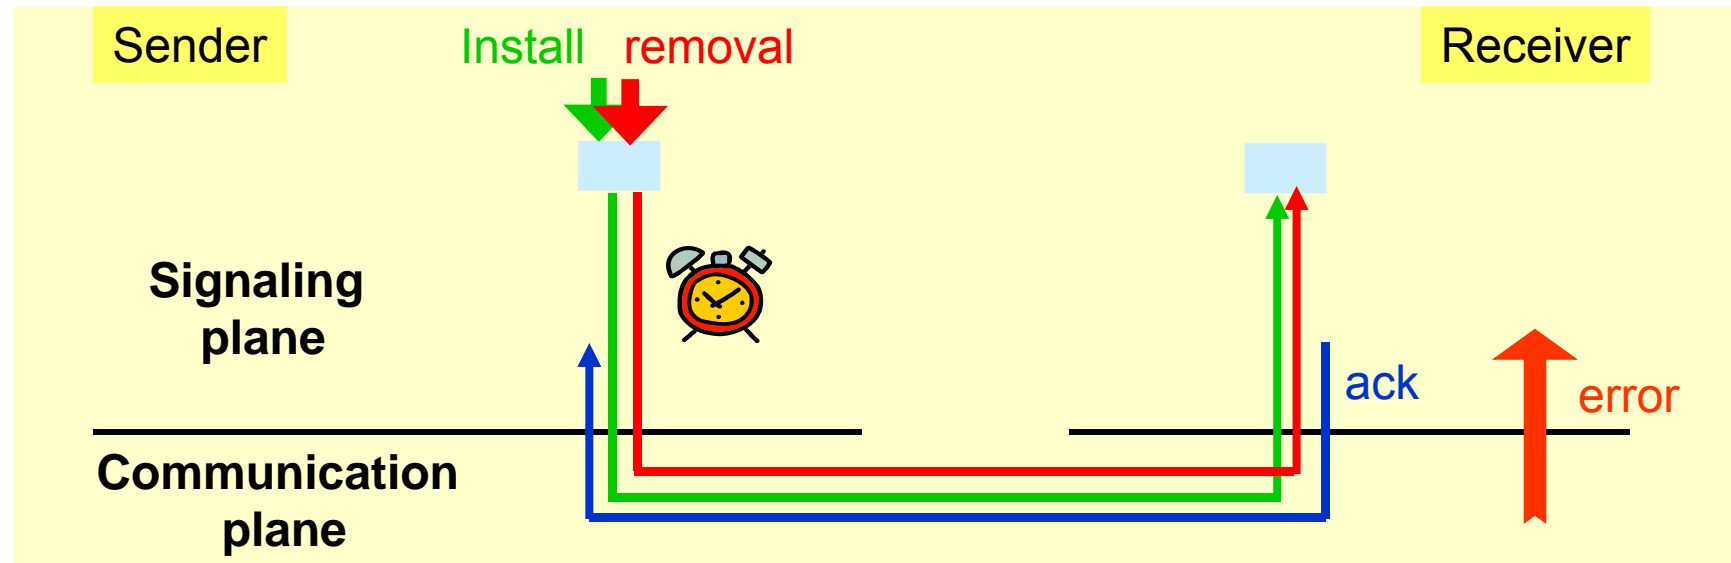 Sender
Install removal
Receiver
Signaling
plane
ack
error
Communication
plane